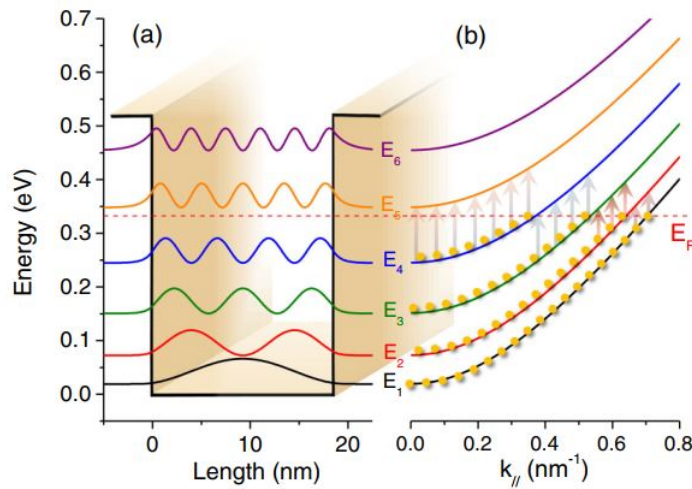 (a)
(b)
0.7
0.6
0.5
0.4
0.3
0.2
0.1
0.0
Energy (eV)
E₆
E₅
E₄
E₃
E₂
E₁
E_F
0 10 20
Length (nm)
0.0 0.2 0.4 0.6 0.8
k_// (nm⁻¹)